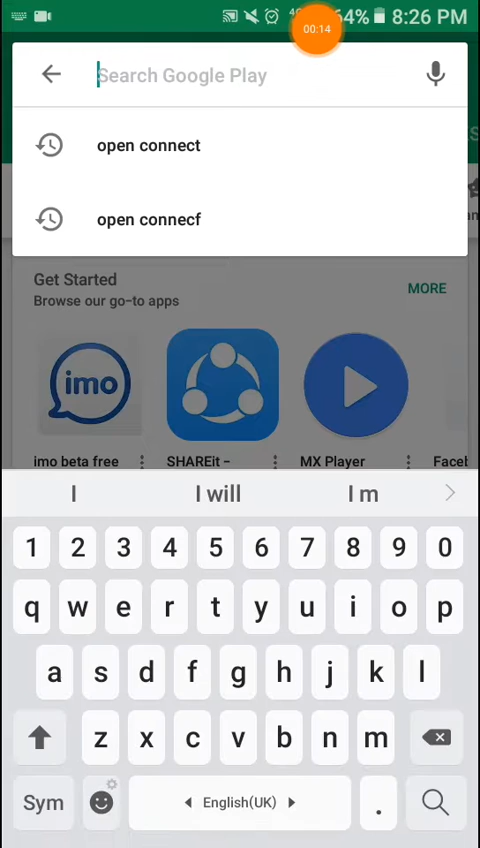 64% 8:26 PM
00:14
Search Google Play
open connect
open connecf
Get Started
Browse our go-to apps
MORE
imo
imo beta free SHAREit - MX Player
I I will I m
1 2 3 4 5 6 7 8 9 0
q w e r t y u i o p
a s d f g h j k l
z x c v b n m
Sym English(UK) .